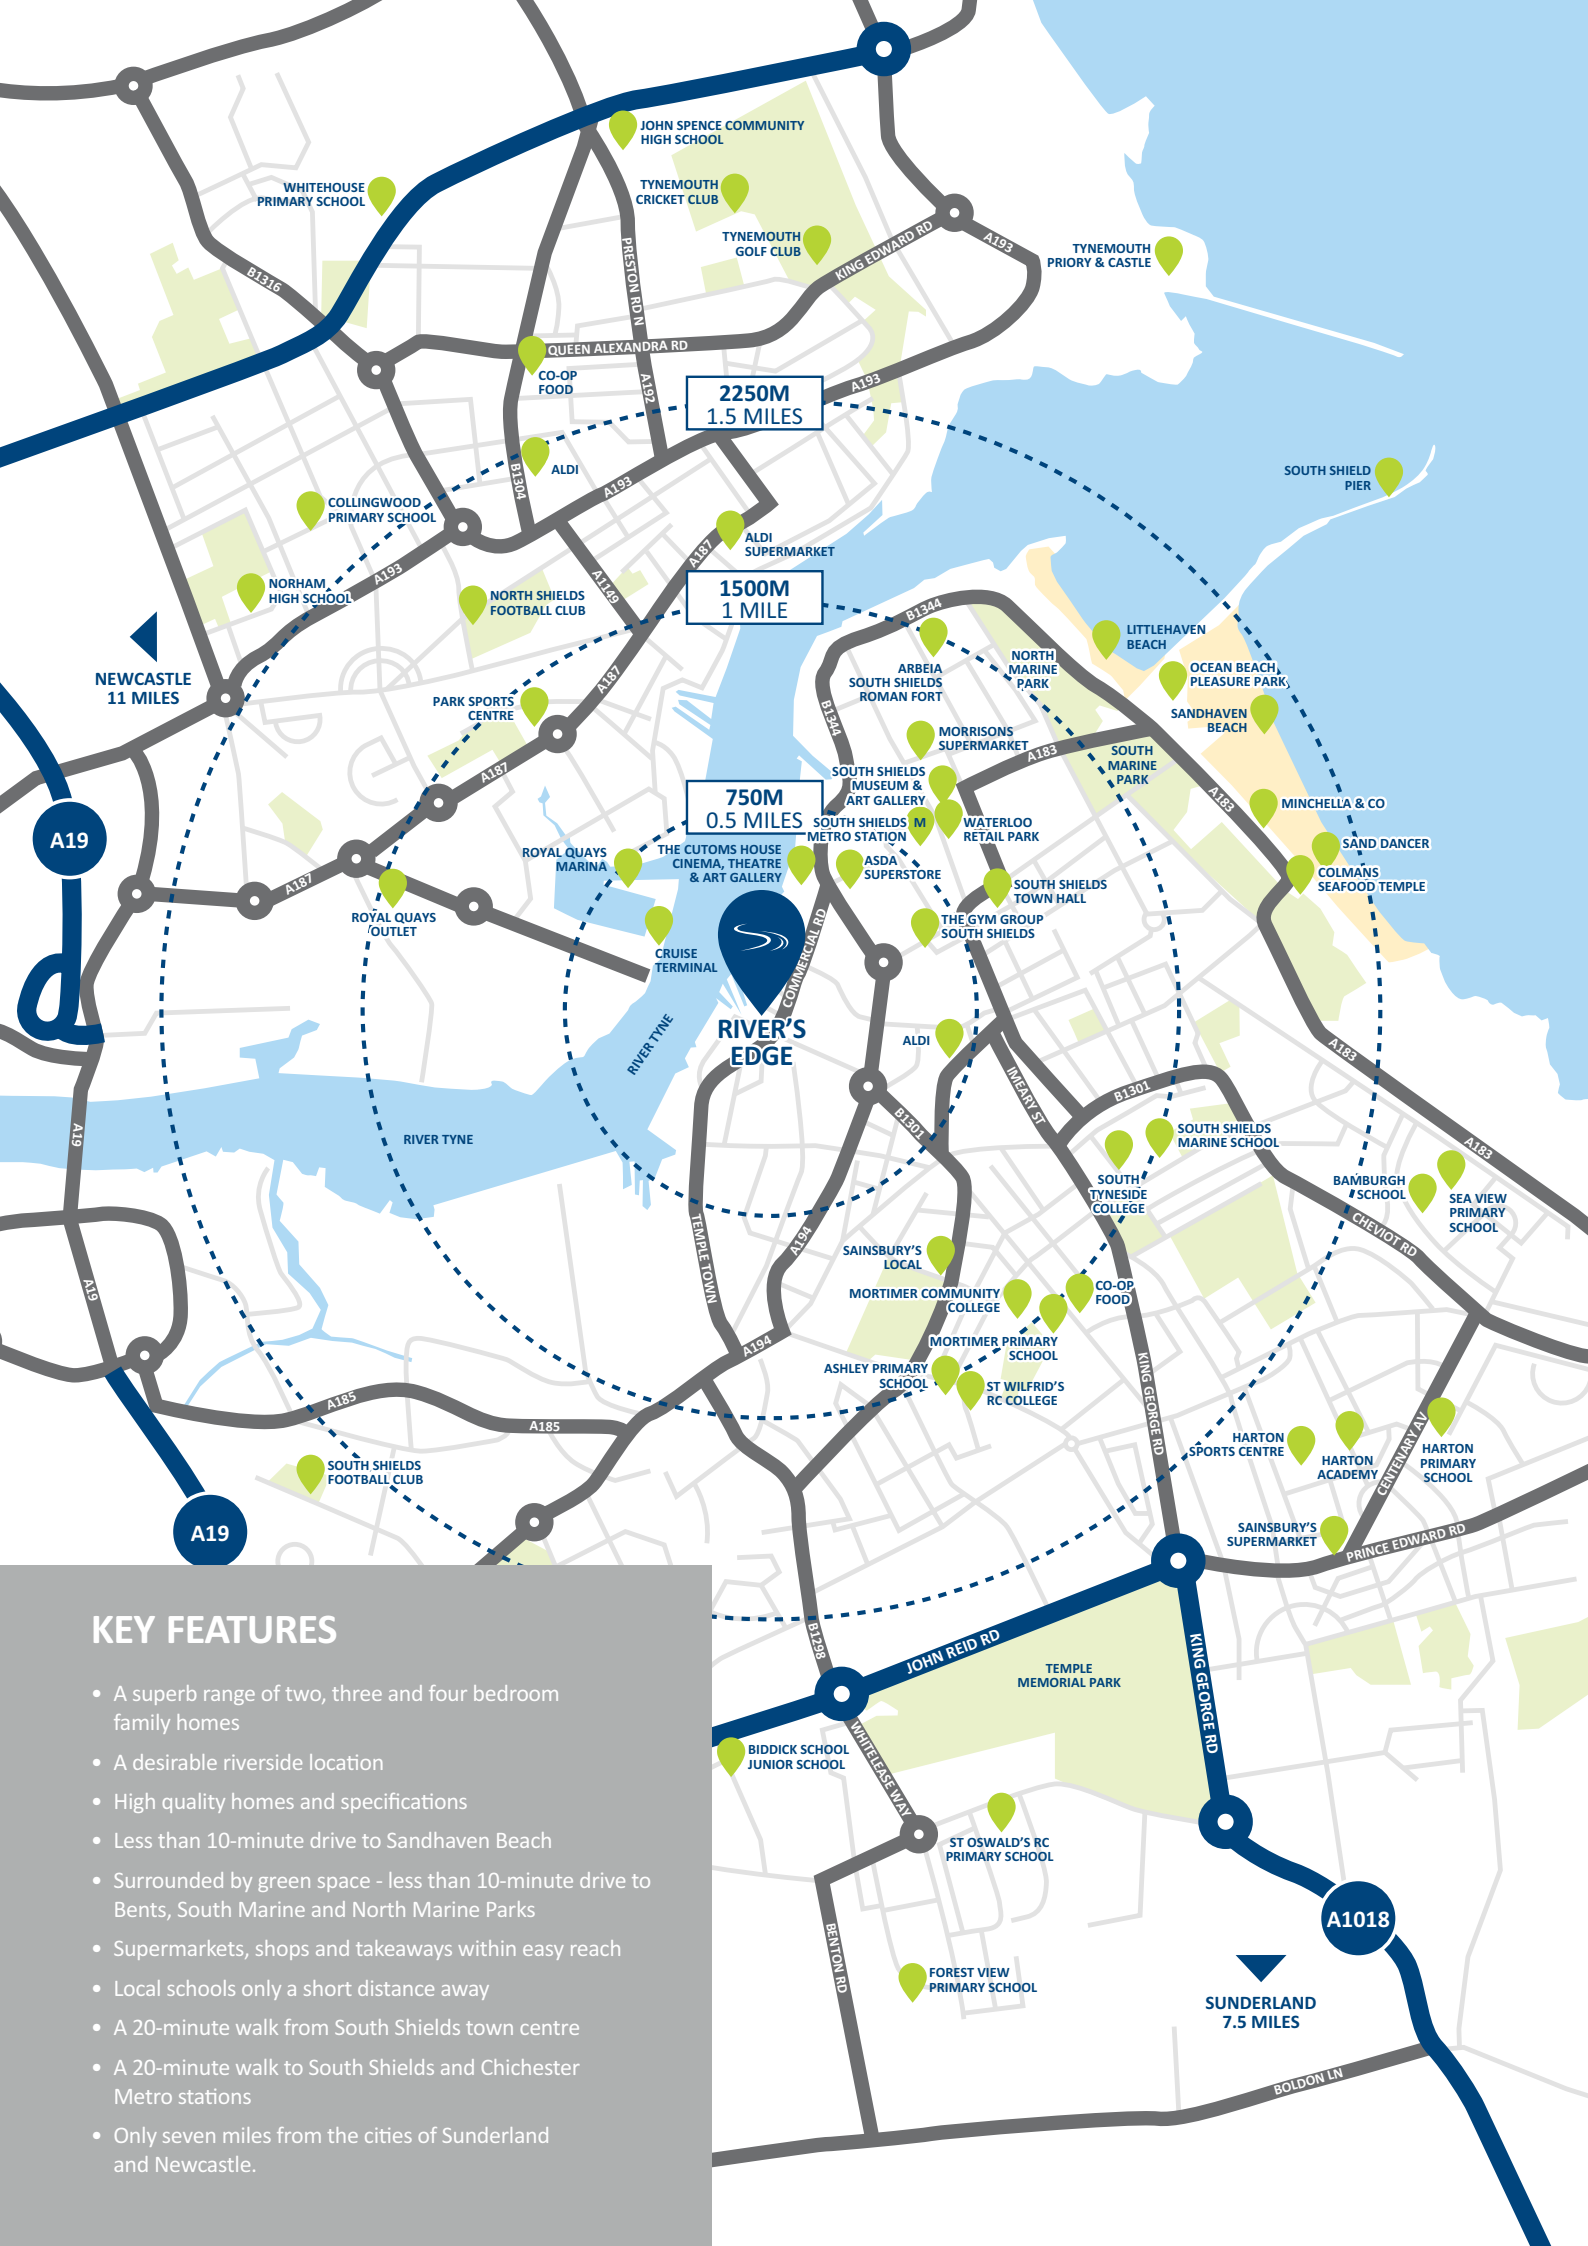 JOHN SPENCE COMMUNITY
HIGH SCHOOL
WHITEHOUSE
PRIMARY SCHOOL
TYNEMOUTH
CRICKET CLUB
TYNEMOUTH
GOLF CLUB
KING EDWARD RD
A193
TYNEMOUTH
PRIORY & CASTLE
PRESTON RD N
B1316
QUEEN ALEXANDRA RD
CO-OP
FOOD
A192
2250M
1.5 MILES
A193
ALDI
B1304
A193
SOUTH SHIELD
PIER
COLLINGWOOD
PRIMARY SCHOOL
ALDI
SUPERMARKET
A187
NORHAM
HIGH SCHOOL
A193
NORTH SHIELDS
FOOTBALL CLUB
A1149
1500M
1 MILE
B1344
LITTLEHAVEN
BEACH
NEWCASTLE
11 MILES
ARBEIA
SOUTH SHIELDS
ROMAN FORT
NORTH
MARINE
PARK
OCEAN BEACH
PLEASURE PARK
A187
PARK SPORTS
CENTRE
B1344
SANDHAVEN
BEACH
MORRISONS
SUPERMARKET
A183
SOUTH
MARINE
PARK
A187
SOUTH SHIELDS
MUSEUM &
ART GALLERY
A183
750M
0.5 MILES
MINCHELLA & CO
SOUTH SHIELDS
METRO STATION
M
WATERLOO
RETAIL PARK
A19
ROYAL QUAYS
MARINA
THE CUTOMS HOUSE
CINEMA, THEATRE
& ART GALLERY
ASDA
SUPERSTORE
SAND DANCER
COLMANS
SEAFOOD TEMPLE
A187
SOUTH SHIELDS
TOWN HALL
ROYAL QUAYS
OUTLET
THE GYM GROUP
SOUTH SHIELDS
CRUISE
TERMINAL
COMMERCIAL RD
RIVER'S
EDGE
RIVER TYNE
ALDI
A183
IMEARY ST
B1301
B1301
A19
RIVER TYNE
SOUTH SHIELDS
MARINE SCHOOL
A183
SOUTH
TYNESIDE
COLLEGE
BAMBURGH
SCHOOL
SEA VIEW
PRIMARY
SCHOOL
CHEVIOT RD
TEMPLE TOWN
A194
SAINSBURY'S
LOCAL
A19
MORTIMER COMMUNITY
COLLEGE
CO-OP
FOOD
MORTIMER PRIMARY
SCHOOL
A194
ASHLEY PRIMARY
SCHOOL
ST WILFRID'S
RC COLLEGE
KING GEORGE RD
A185
A185
HARTON
SPORTS CENTRE
HARTON
ACADEMY
CENTENARY AV
HARTON
PRIMARY
SCHOOL
SOUTH SHIELDS
FOOTBALL CLUB
A19
SAINSBURY'S
SUPERMARKET
PRINCE EDWARD RD
B1298
JOHN REID RD
TEMPLE
MEMORIAL PARK
KING GEORGE RD
BIDDICK SCHOOL
JUNIOR SCHOOL
WHITELEASE WAY
ST OSWALD'S RC
PRIMARY SCHOOL
A1018
BENTON RD
FOREST VIEW
PRIMARY SCHOOL
SUNDERLAND
7.5 MILES
BOLDON LN
KEY FEATURES
• A superb range of two, three and four bedroom
family homes
• A desirable riverside location
• High quality homes and specifications
• Less than 10-minute drive to Sandhaven Beach
• Surrounded by green space - less than 10-minute drive to
Bents, South Marine and North Marine Parks
• Supermarkets, shops and takeaways within easy reach
• Local schools only a short distance away
• A 20-minute walk from South Shields town centre
• A 20-minute walk to South Shields and Chichester
Metro stations
• Only seven miles from the cities of Sunderland
and Newcastle.